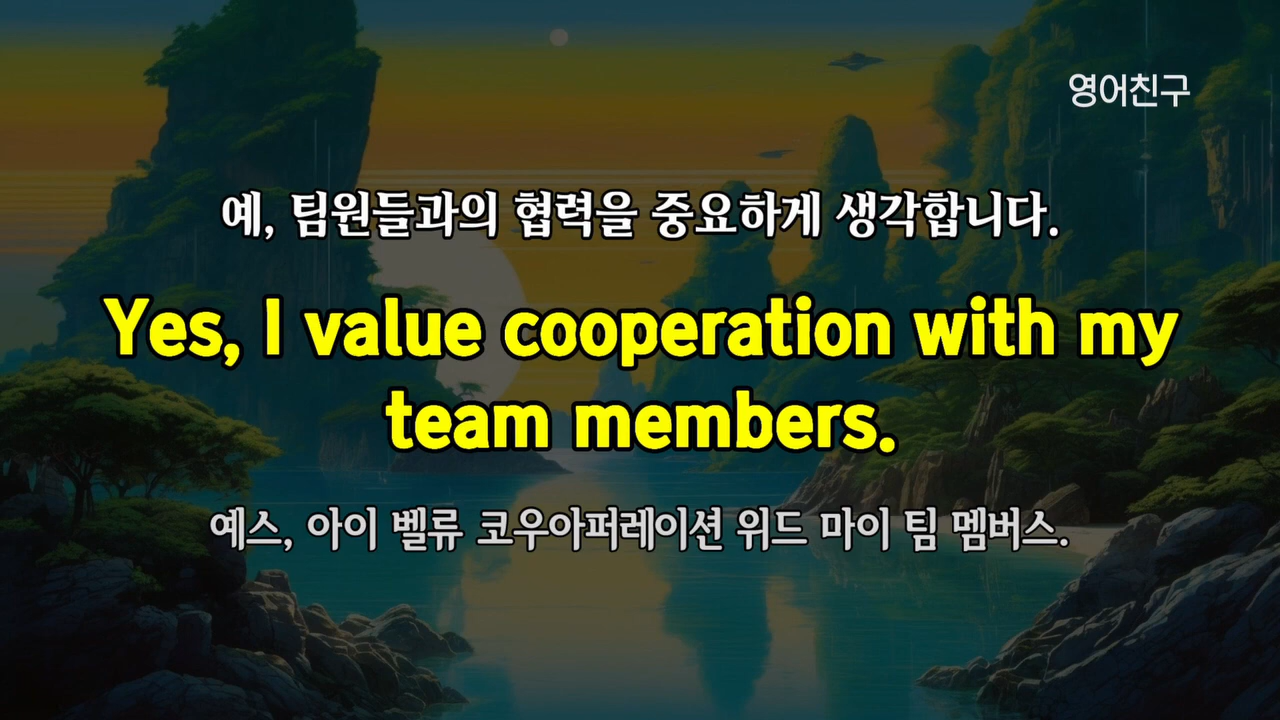 영어친구
예, 팀원들과의 협력을 중요하게 생각합니다.
Yes, I value cooperation with my
team members.
예스, 아이 벨류 코우아퍼레이션 위드 마이 팀 멤버스.